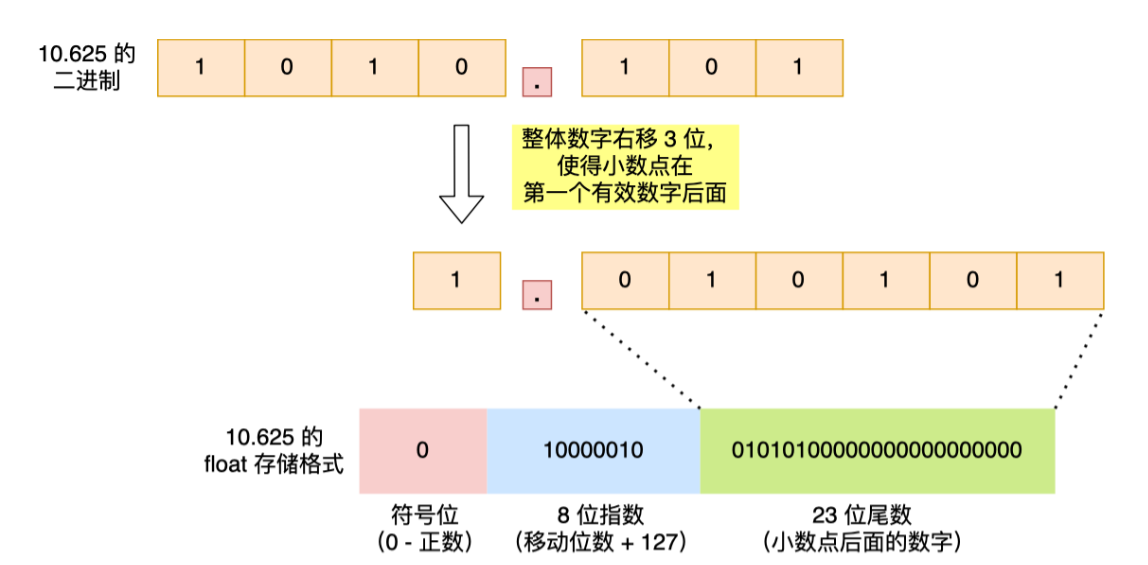 10.625 的
二进制
1 0 1 0 . 1 0 1
整体数字右移 3 位，
使得小数点在
第一个有效数字后面
1 . 0 1 0 1 0 1
10.625 的
float 存储格式
0 10000010 01010100000000000000000
符号位
（0 - 正数）
8 位指数
（移动位数 + 127）
23 位尾数
（小数点后面的数字）